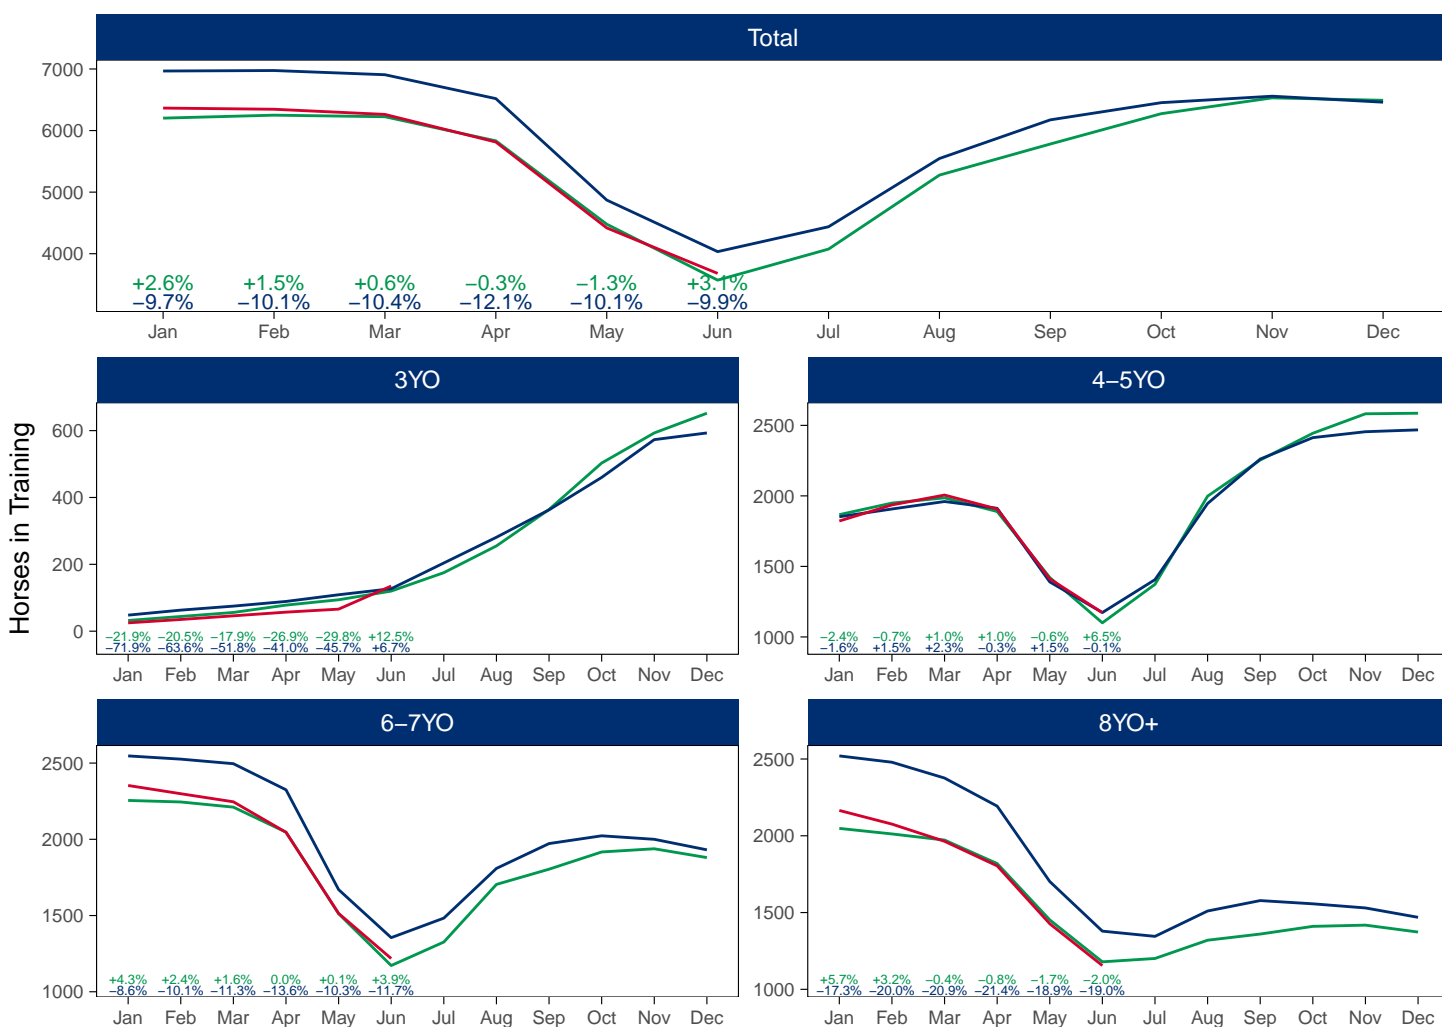 Total
7000
6000
5000
4000
+2.6% +1.5% +0.6% −0.3% −1.3% +3.1%
−9.7% −10.1% −10.4% −12.1% −10.1% −9.9%
Jan Feb Mar Apr May Jun Jul Aug Sep Oct Nov Dec
Horses in Training
3YO
600
400
200
0
−21.9% −20.5% −17.9% −26.9% −29.8% +12.5%
−71.9% −63.6% −51.8% −41.0% −45.7% +6.7%
Jan Feb Mar Apr May Jun Jul Aug Sep Oct Nov Dec
4−5YO
2500
2000
1500
1000
−2.4% −0.7% +1.0% +1.0% −0.6% +6.5%
−1.6% +1.5% +2.3% −0.3% +1.5% −0.1%
Jan Feb Mar Apr May Jun Jul Aug Sep Oct Nov Dec
6−7YO
2500
2000
1500
1000
+4.3% +2.4% +1.6% 0.0% +0.1% +3.9%
−8.6% −10.1% −11.3% −13.6% −10.3% −11.7%
Jan Feb Mar Apr May Jun Jul Aug Sep Oct Nov Dec
8YO+
2500
2000
1500
1000
+5.7% +3.2% −0.4% −0.8% −1.7% −2.0%
−17.3% −20.0% −20.9% −21.4% −18.9% −19.0%
Jan Feb Mar Apr May Jun Jul Aug Sep Oct Nov Dec